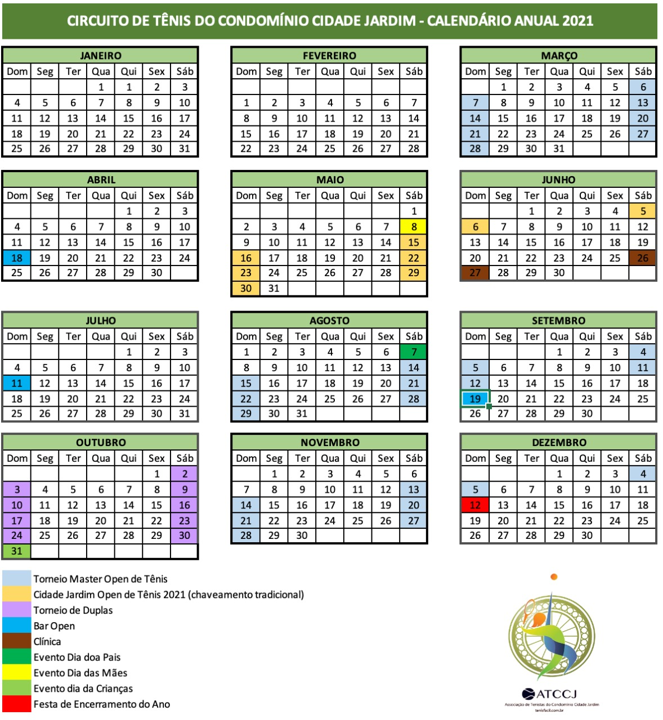 CIRCUITO DE TÊNIS DO CONDOMÍNIO CIDADE JARDIM - CALENDÁRIO ANUAL 2021
JANEIRO
Dom Seg Ter Qua Qui Sex Sáb
1 1 2 3
4 5 6 7 8 9 10
11 12 13 14 15 16 17
18 19 20 21 22 23 24
25 26 27 28 29 30 31
FEVEREIRO
Dom Seg Ter Qua Qui Sex Sáb
1 2 3 4 5 6 7
8 9 10 11 12 13 14
15 16 17 18 19 20 21
22 23 24 25 26 27 28
MARÇO
Dom Seg Ter Qua Qui Sex Sáb
1 2 3 4 5 6
7 8 9 10 11 12 13
14 15 16 17 18 19 20
21 22 23 24 25 26 27
28 29 30 31
ABRIL
Dom Seg Ter Qua Qui Sex Sáb
1 2 3
4 5 6 7 8 9 10
11 12 13 14 15 16 17
18 19 20 21 22 23 24
25 26 27 28 29 30
MAIO
Dom Seg Ter Qua Qui Sex Sáb
1
2 3 4 5 6 7 8
9 10 11 12 13 14 15
16 17 18 19 20 21 22
23 24 25 26 27 28 29
30 31
JUNHO
Dom Seg Ter Qua Qui Sex Sáb
1 2 3 4 5
6 7 8 9 10 11 12
13 14 15 16 17 18 19
20 21 22 23 24 25 26
27 28 29 30
JULHO
Dom Seg Ter Qua Qui Sex Sáb
1 2 3
4 5 6 7 8 9 10
11 12 13 14 15 16 17
18 19 20 21 22 23 24
25 26 27 28 29 30 31
AGOSTO
Dom Seg Ter Qua Qui Sex Sáb
1 2 3 4 5 6 7
8 9 10 11 12 13 14
15 16 17 18 19 20 21
22 23 24 25 26 27 28
29 30 31
SETEMBRO
Dom Seg Ter Qua Qui Sex Sáb
1 2 3 4
5 6 7 8 9 10 11
12 13 14 15 16 17 18
19 20 21 22 23 24 25
26 27 28 29 30
OUTUBRO
Dom Seg Ter Qua Qui Sex Sáb
1 2
3 4 5 6 7 8 9
10 11 12 13 14 15 16
17 18 19 20 21 22 23
24 25 26 27 28 29 30
31
NOVEMBRO
Dom Seg Ter Qua Qui Sex Sáb
1 2 3 4 5 6
7 8 9 10 11 12 13
14 15 16 17 18 19 20
21 22 23 24 25 26 27
28 29 30
DEZEMBRO
Dom Seg Ter Qua Qui Sex Sáb
1 2 3 4
5 6 7 8 9 10 11
12 13 14 15 16 17 18
19 20 21 22 23 24 25
26 27 28 29 30
Torneio Master Open de Tênis
Cidade Jardim Open de Tênis 2021 (chaveamento tradicional)
Torneio de Duplas
Bar Open
Clínica
Evento Dia doa Pais
Evento Dia das Mães
Evento dia da Crianças
Festa de Encerramento do Ano
ATCCJ
Associação de Tenistas do Condomínio Cidade Jardim